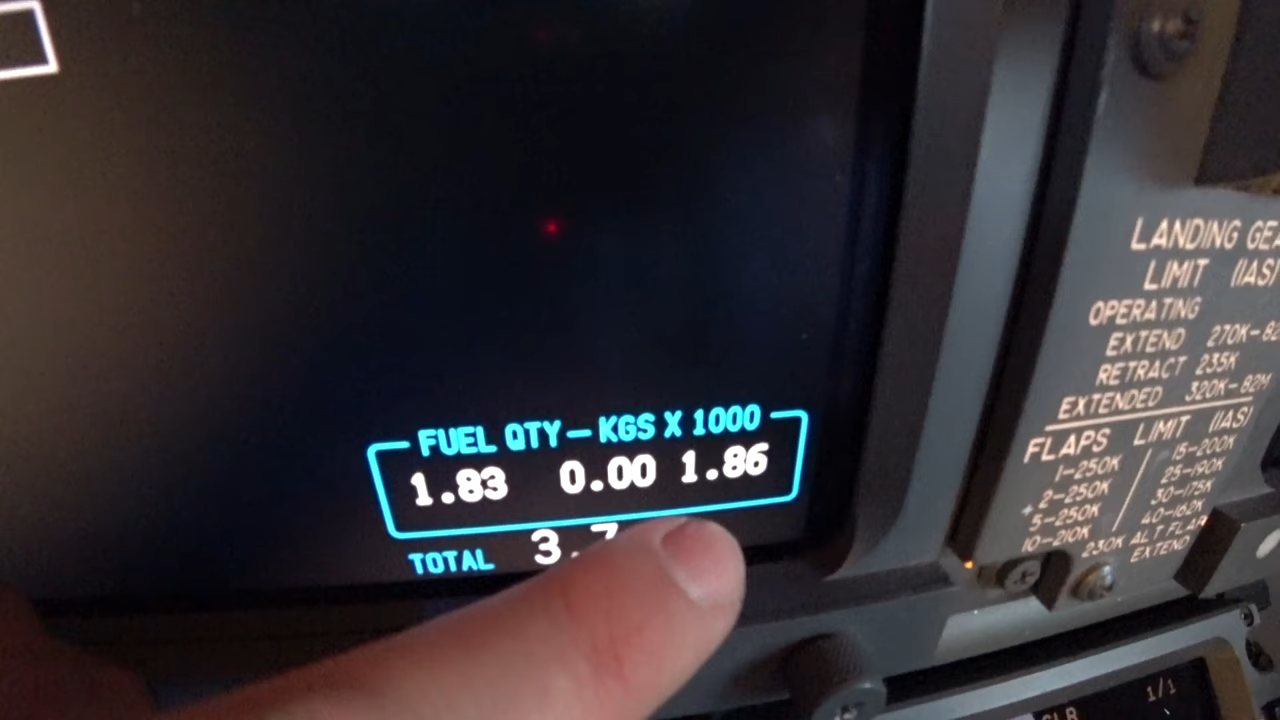 FUEL QTY - KGS X 1000
1.83 0.00 1.86
TOTAL 3.7
LANDING GEA
LIMIT (IAS)
OPERATING
EXTEND 270K-82
RETRACT 235K
EXTENDED 320K-82M
FLAPS LIMIT (IAS)
1-250K 15-200K
2-250K 25-190K
5-250K 30-175K
10-210K 40-162K
230K ALT FLAP
EXTEND
1/1